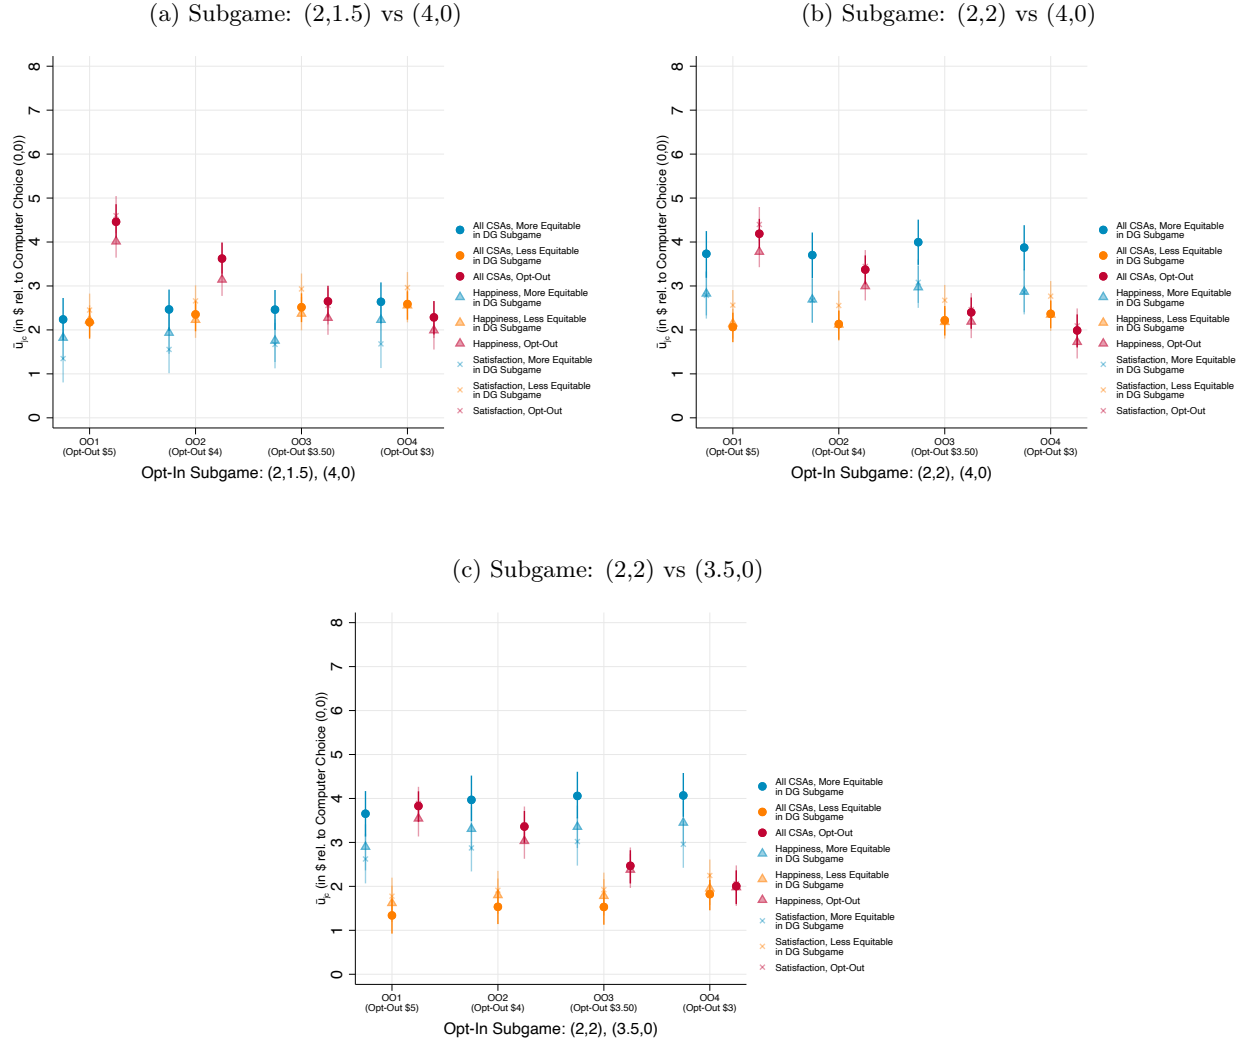 (a) Subgame: (2,1.5) vs (4,0)
ū_jc (in $ rel. to Computer Choice (0,0))
8
7
6
5
4
3
2
1
0
OO1
(Opt-Out $5)
OO2
(Opt-Out $4)
OO3
(Opt-Out $3.50)
OO4
(Opt-Out $3)
Opt-In Subgame: (2,1.5), (4,0)
All CSAs, More Equitable
in DG Subgame
All CSAs, Less Equitable
in DG Subgame
All CSAs, Opt-Out
Happiness, More Equitable
in DG Subgame
Happiness, Less Equitable
in DG Subgame
Happiness, Opt-Out
Satisfaction, More Equitable
in DG Subgame
Satisfaction, Less Equitable
in DG Subgame
Satisfaction, Opt-Out
(b) Subgame: (2,2) vs (4,0)
ū_jc (in $ rel. to Computer Choice (0,0))
8
7
6
5
4
3
2
1
0
OO1
(Opt-Out $5)
OO2
(Opt-Out $4)
OO3
(Opt-Out $3.50)
OO4
(Opt-Out $3)
Opt-In Subgame: (2,2), (4,0)
All CSAs, More Equitable
in DG Subgame
All CSAs, Less Equitable
in DG Subgame
All CSAs, Opt-Out
Happiness, More Equitable
in DG Subgame
Happiness, Less Equitable
in DG Subgame
Happiness, Opt-Out
Satisfaction, More Equitable
in DG Subgame
Satisfaction, Less Equitable
in DG Subgame
Satisfaction, Opt-Out
(c) Subgame: (2,2) vs (3.5,0)
ū_jc (in $ rel. to Computer Choice (0,0))
8
7
6
5
4
3
2
1
0
OO1
(Opt-Out $5)
OO2
(Opt-Out $4)
OO3
(Opt-Out $3.50)
OO4
(Opt-Out $3)
Opt-In Subgame: (2,2), (3.5,0)
All CSAs, More Equitable
in DG Subgame
All CSAs, Less Equitable
in DG Subgame
All CSAs, Opt-Out
Happiness, More Equitable
in DG Subgame
Happiness, Less Equitable
in DG Subgame
Happiness, Opt-Out
Satisfaction, More Equitable
in DG Subgame
Satisfaction, Less Equitable
in DG Subgame
Satisfaction, Opt-Out